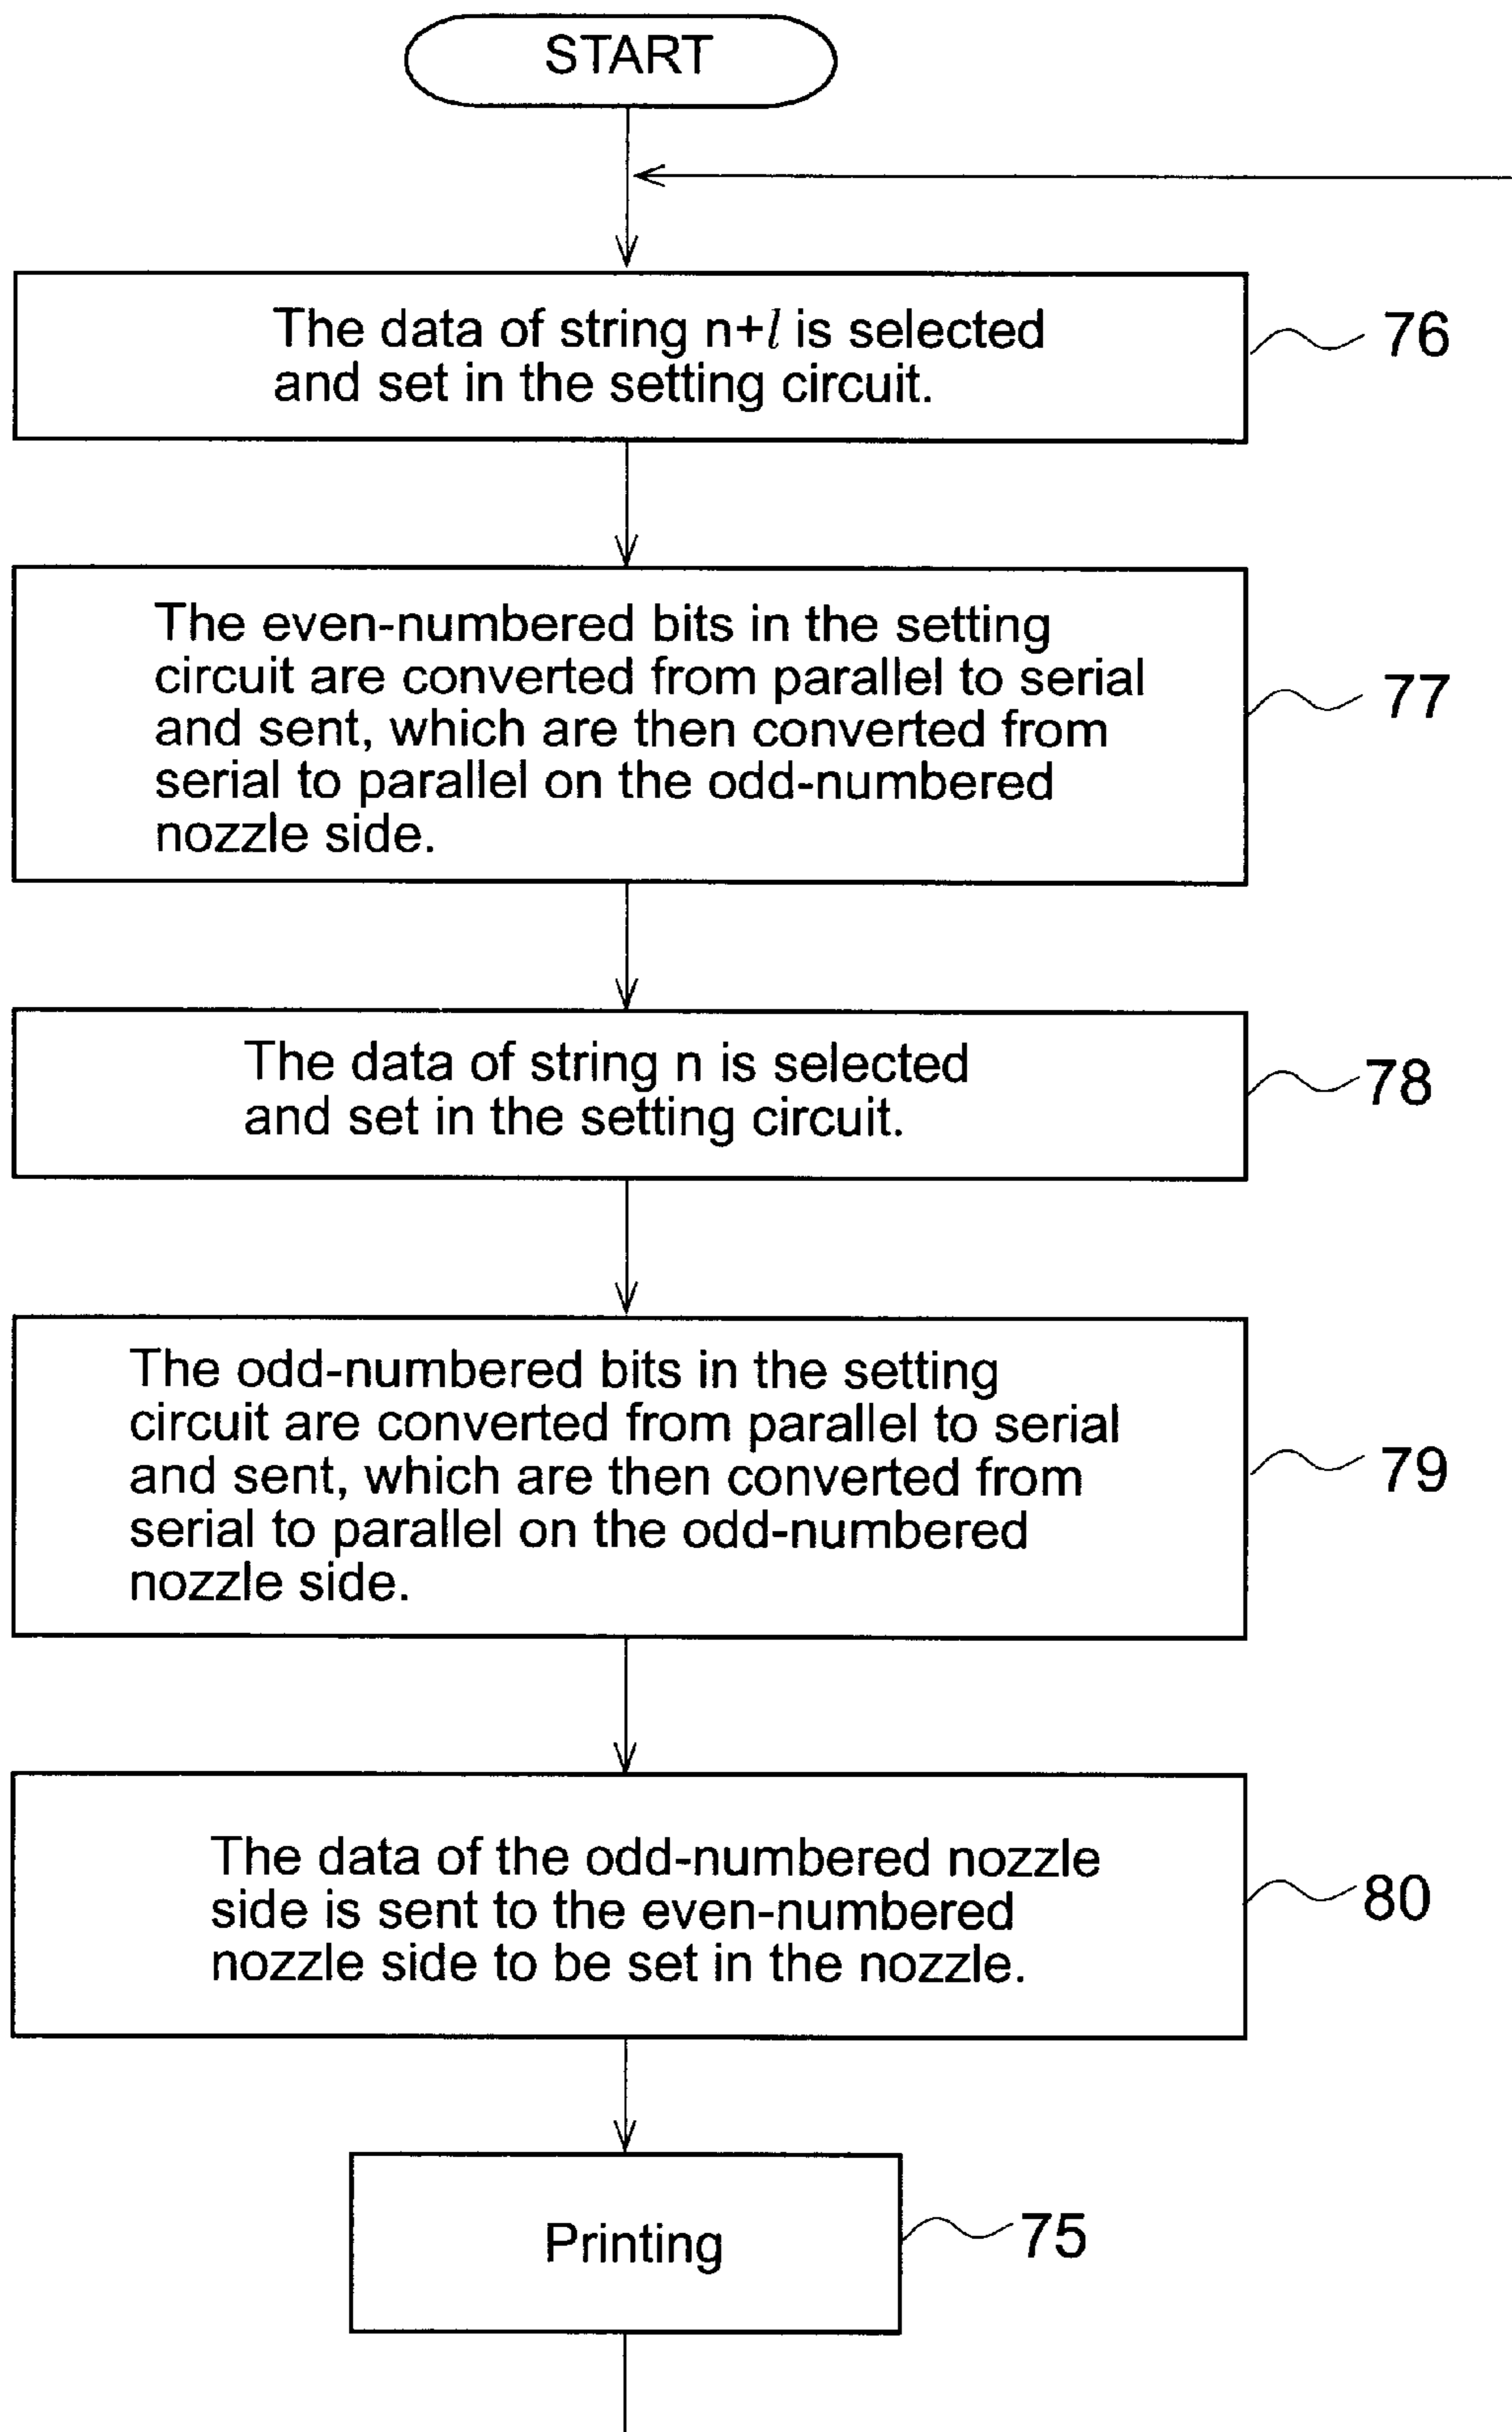 START
The data of string n+l is selected
and set in the setting circuit.
76
The even-numbered bits in the setting
circuit are converted from parallel to serial
and sent, which are then converted from
serial to parallel on the odd-numbered
nozzle side.
77
The data of string n is selected
and set in the setting circuit.
78
The odd-numbered bits in the setting
circuit are converted from parallel to serial
and sent, which are then converted from
serial to parallel on the odd-numbered
nozzle side.
79
The data of the odd-numbered nozzle
side is sent to the even-numbered
nozzle side to be set in the nozzle.
80
Printing
75